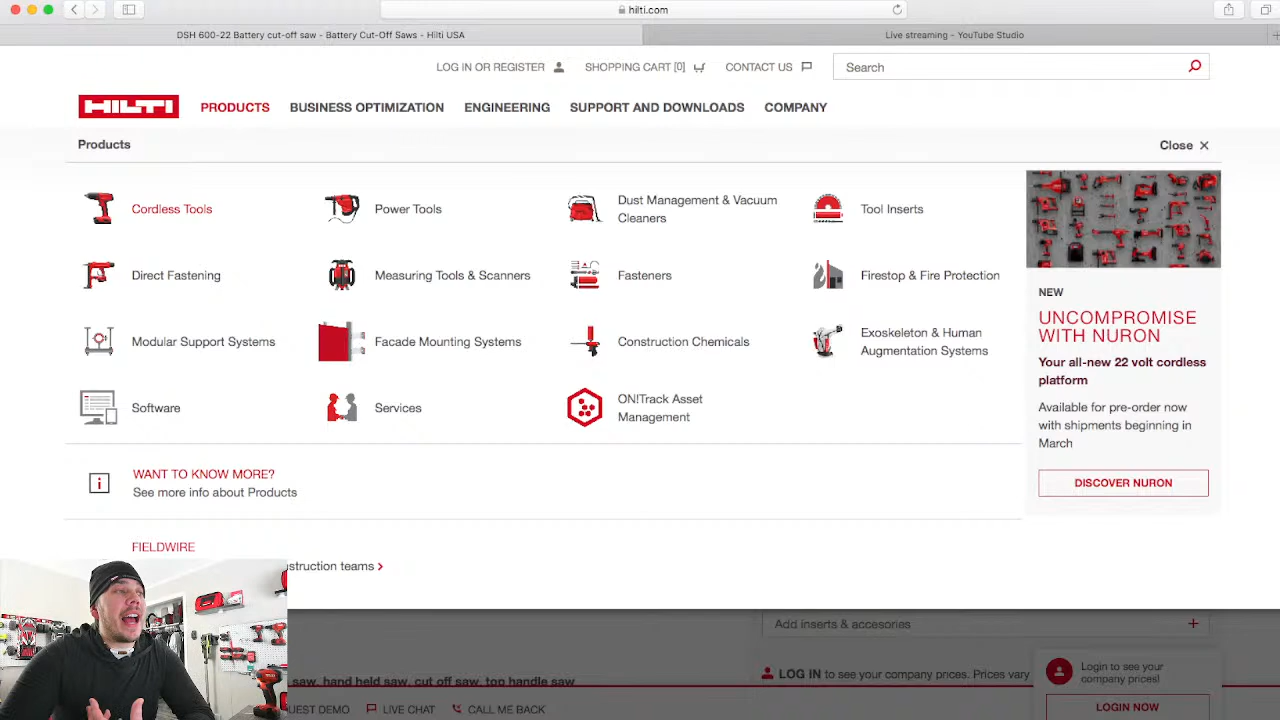 hilti.com
DSH 600-22 Battery cut-off saw - Battery Cut-Off Saws - Hilti USA
Live streaming - YouTube Studio
LOG IN OR REGISTER
SHOPPING CART [0]
CONTACT US
Search
HILTI
PRODUCTS
BUSINESS OPTIMIZATION
ENGINEERING
SUPPORT AND DOWNLOADS
COMPANY
Products
Close ×
Cordless Tools
Power Tools
Dust Management & Vacuum
Cleaners
Tool Inserts
Direct Fastening
Measuring Tools & Scanners
Fasteners
Firestop & Fire Protection
Modular Support Systems
Facade Mounting Systems
Construction Chemicals
Exoskeleton & Human
Augmentation Systems
Software
Services
ON!Track Asset
Management
NEW
UNCOMPROMISE
WITH NURON
Your all-new 22 volt cordless
platform
Available for pre-order now
with shipments beginning in
March
DISCOVER NURON
WANT TO KNOW MORE?
See more info about Products
FIELDWIRE
struction teams
Add inserts & accesories
LOG IN to see your company prices. Prices vary
Login to see your
company prices!
LOGIN NOW
saw, hand held saw, cut off saw, top handle saw
UEST DEMO
LIVE CHAT
CALL ME BACK